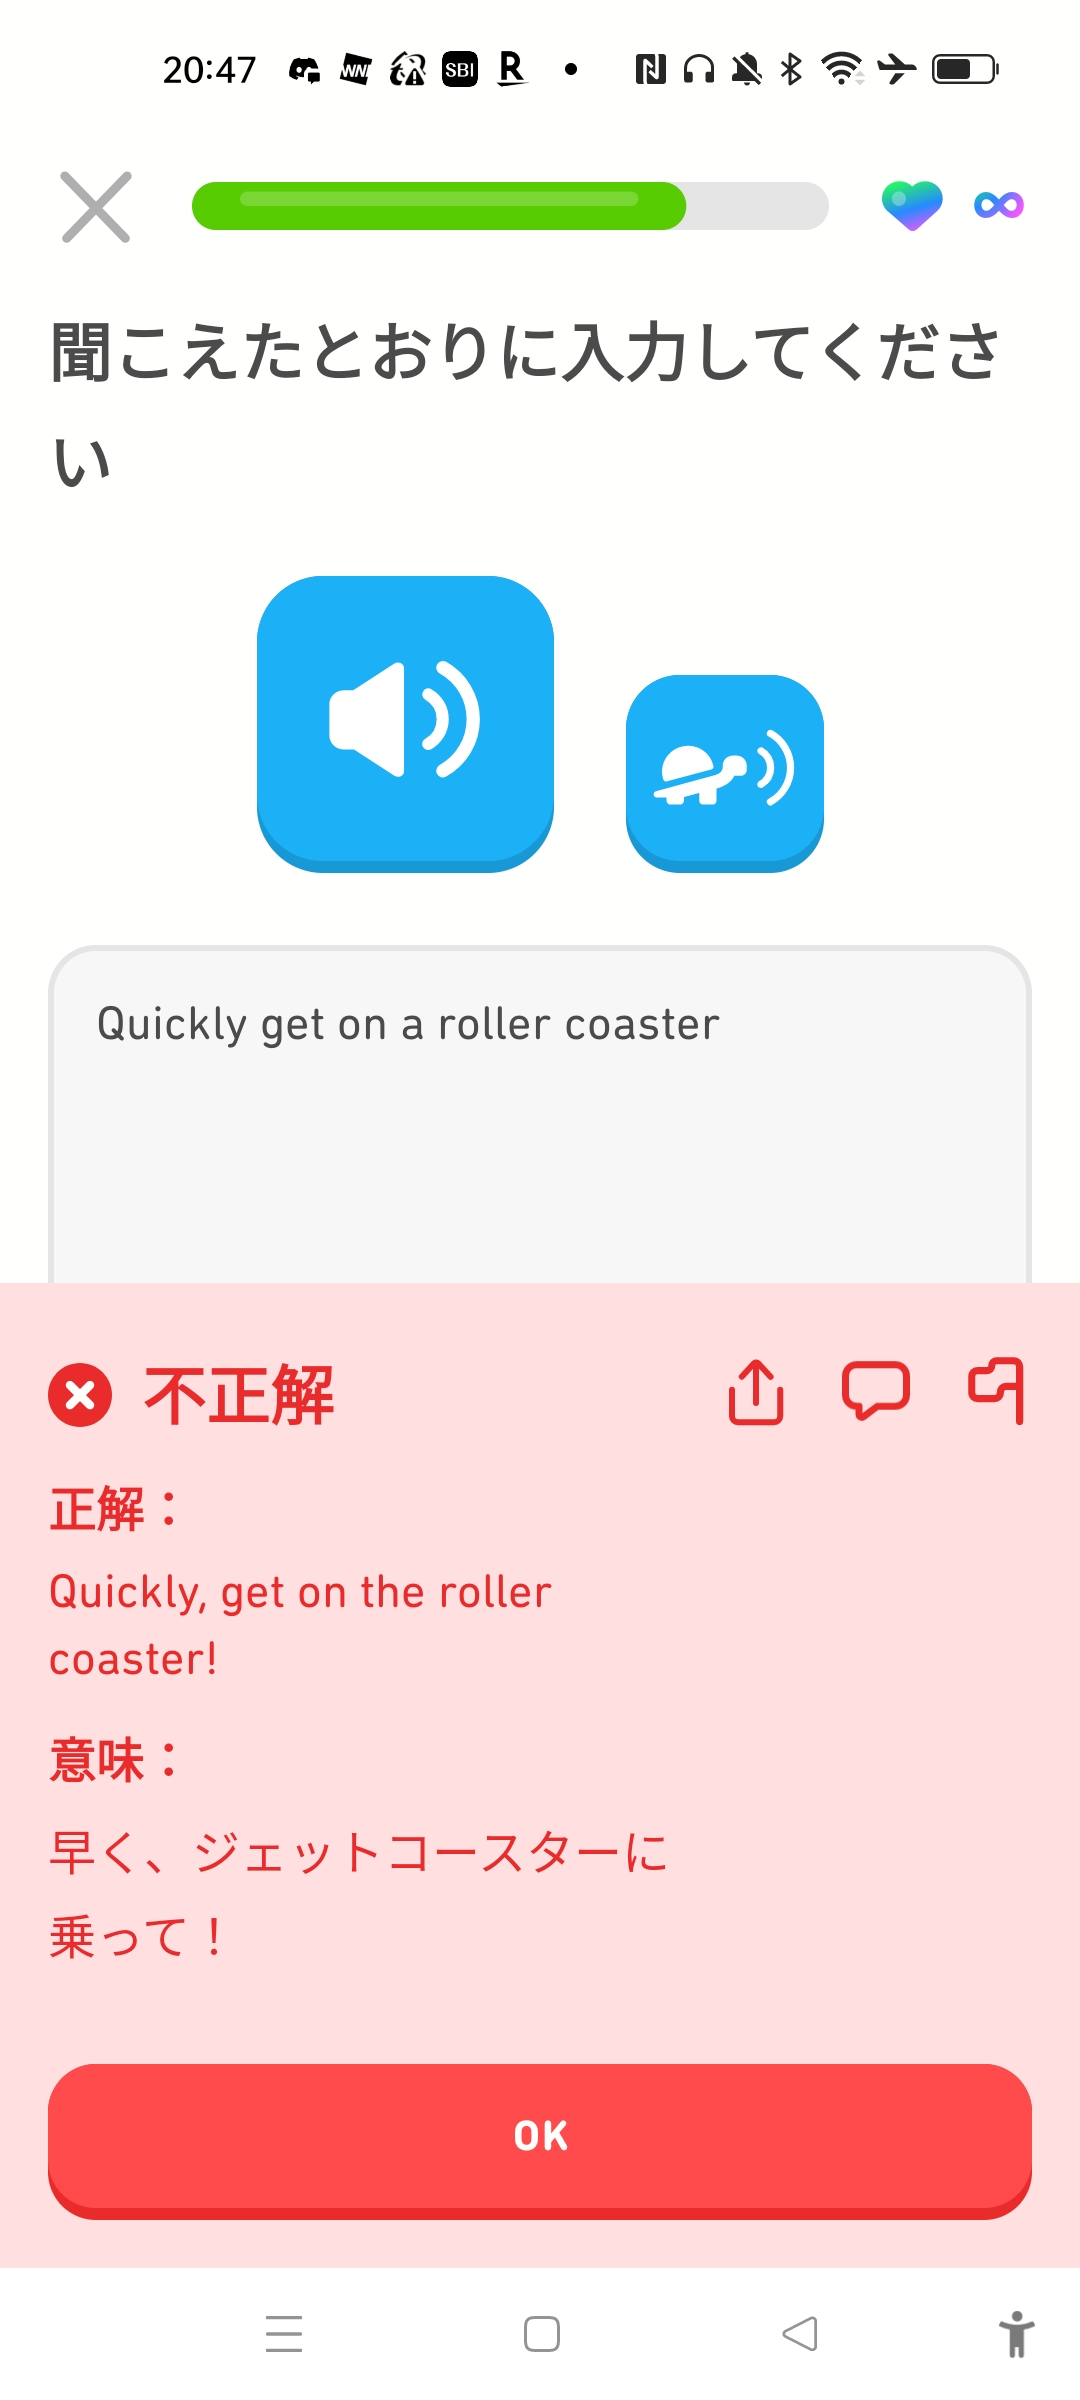 20:47
WNI
SBI
R
聞こえたとおりに入力してくださ
い
Quickly get on a roller coaster
不正解
正解：
Quickly, get on the roller
coaster!
意味：
早く、ジェットコースターに
乗って！
OK